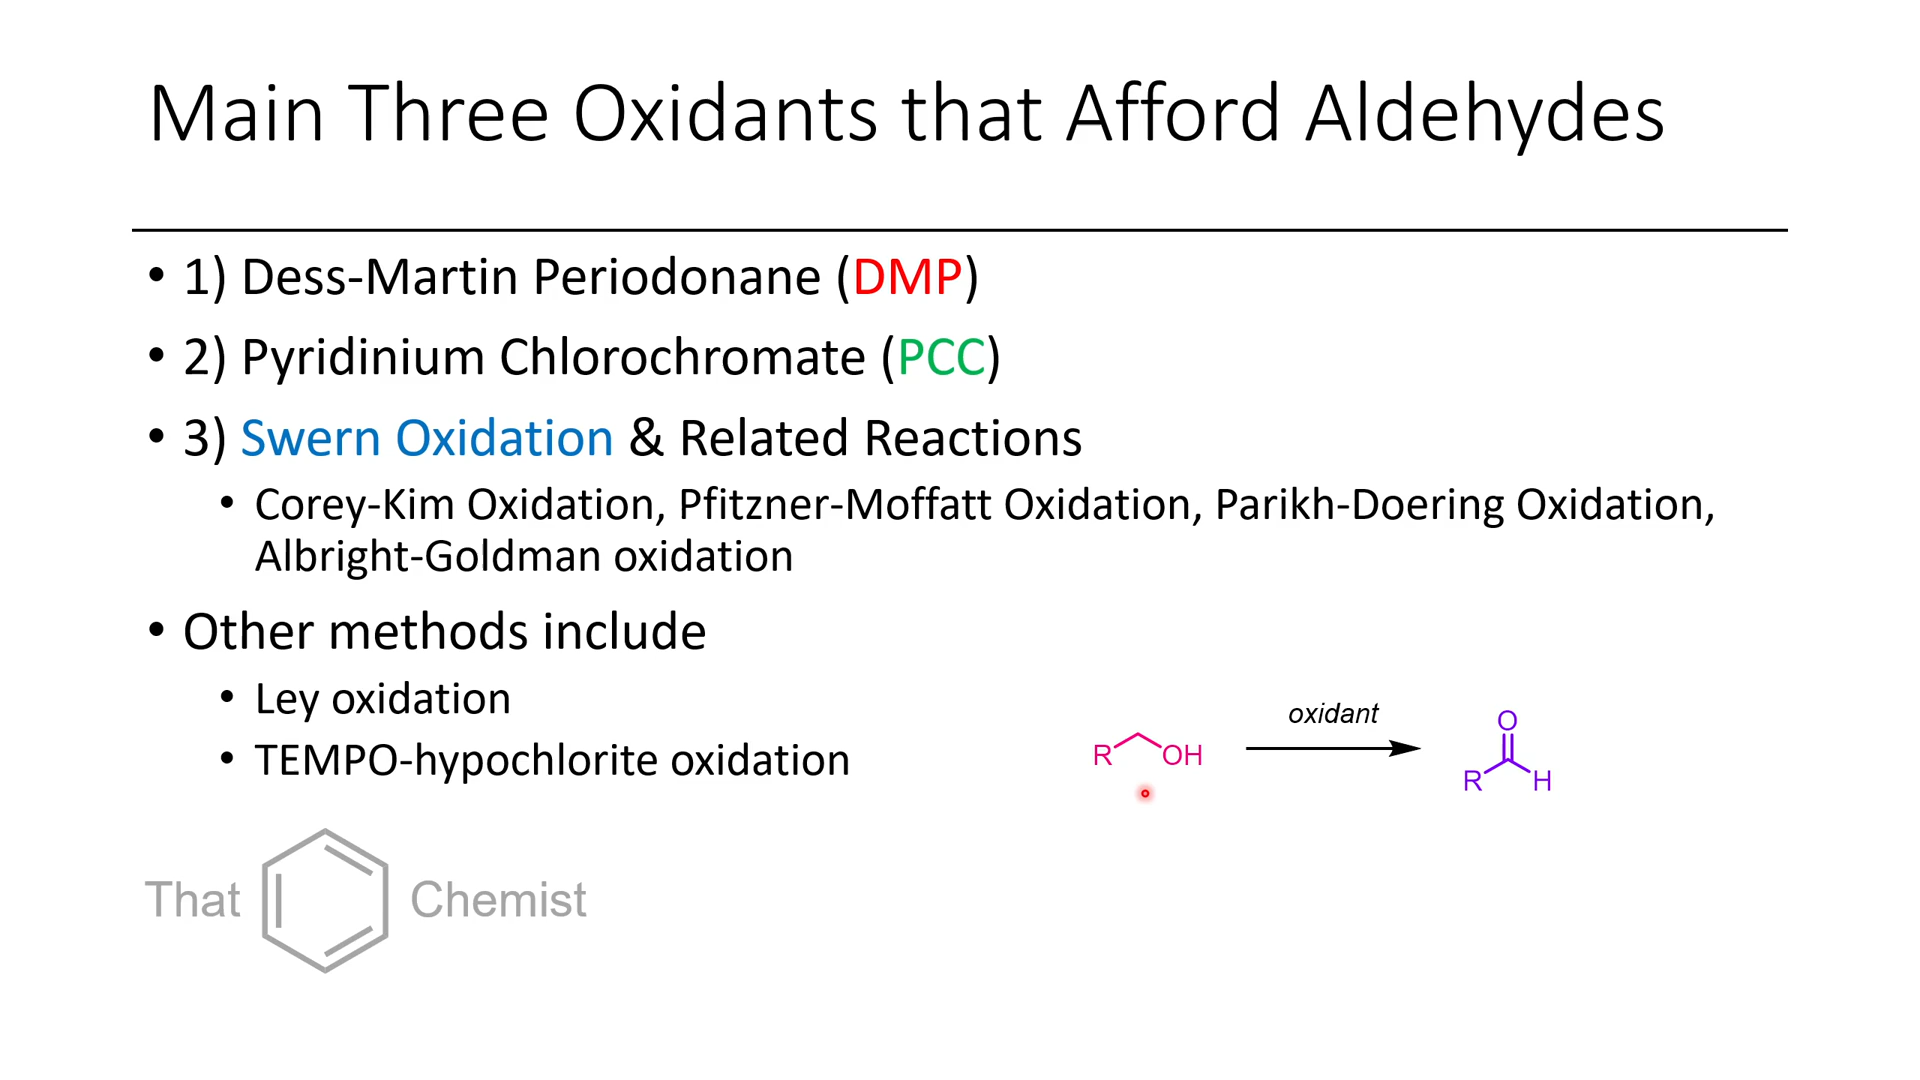 Main Three Oxidants that Afford Aldehydes
• 1) Dess-Martin Periodonane (DMP)
• 2) Pyridinium Chlorochromate (PCC)
• 3) Swern Oxidation & Related Reactions
• Corey-Kim Oxidation, Pfitzner-Moffatt Oxidation, Parikh-Doering Oxidation,
Albright-Goldman oxidation
• Other methods include
• Ley oxidation
• TEMPO-hypochlorite oxidation
oxidant
R OH
O
R H
That Chemist